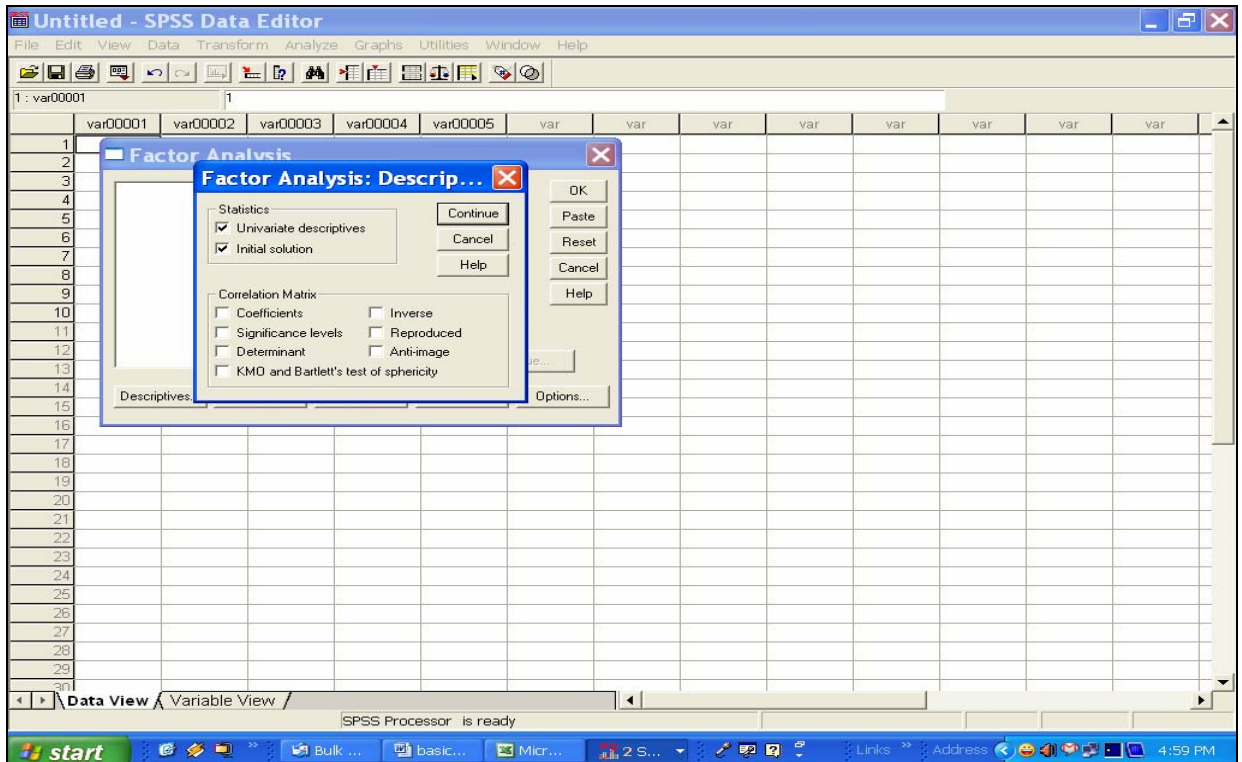 Untitled - SPSS Data Editor
File Edit View Data Transform Analyze Graphs Utilities Window Help
1 : var00001 1
var00001 var00002 var00003 var00004 var00005 var var var var var var var var
1
2
3
4
5
6
7
8
9
10
11
12
13
14
15
16
17
18
19
20
21
22
23
24
25
26
27
28
29
30
Factor Analysis
OK
Paste
Reset
Cancel
Help
Descriptives...
Options...
Factor Analysis: Descrip...
Statistics
Univariate descriptives
Initial solution
Continue
Cancel
Help
Correlation Matrix
Coefficients Inverse
Significance levels Reproduced
Determinant Anti-image
KMO and Bartlett's test of sphericity
Data View Variable View
SPSS Processor is ready
start Bulk ... basic... Micr... 2 S... Links Address 4:59 PM